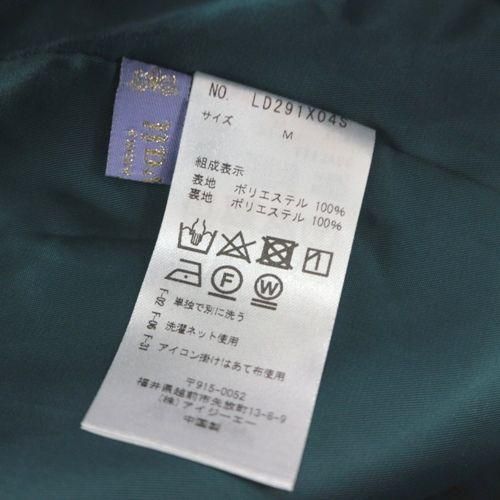 NO. LD291X04S
サイズ M
組成表示
表地 ポリエステル 100%
裏地 ポリエステル 100%
F
W
F-02 単独で別に洗う
F-06 洗濯ネット使用
F-31 アイコン掛けはあて布使用
〒915-0052
福井県越前市矢放町13-8-9
(株)アイジーエー
中国製